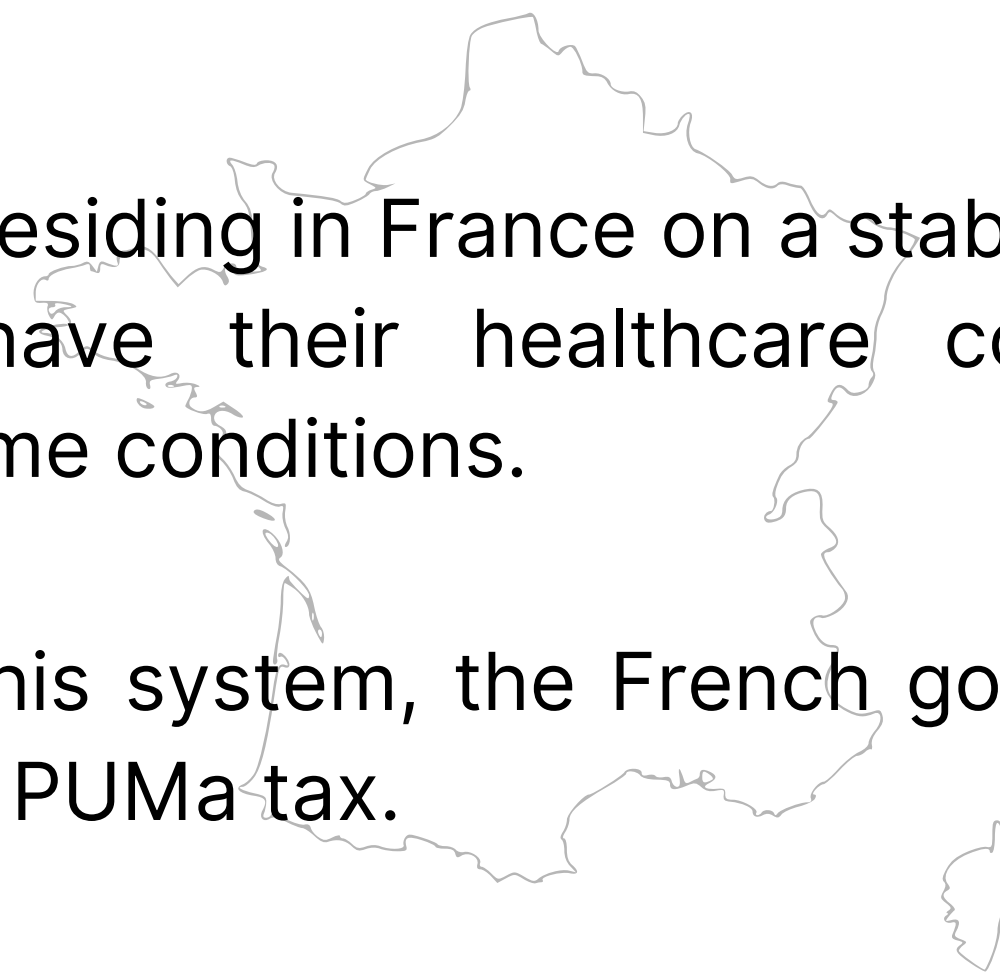 esiding in France on a stab
have their healthcare co
me conditions.
his system, the French go
PUMa tax.